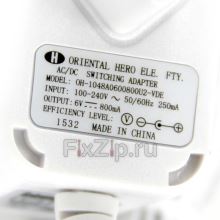 H ORIENTAL HERO ELE. FTY.
AC/DC SWITCHING ADAPTER
MODEL: OH-1048A0600800U2-VDE
INPUT: 100-240V~ 50/60Hz 250mA
OUTPUT: 6V⎓ 800mA
EFFICIENCY LEVEL: V
MADE IN CHINA
1532
FixZip.ru